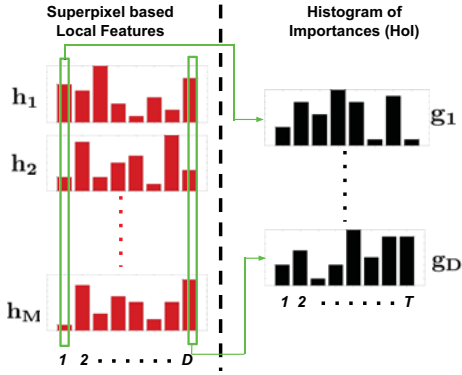 Superpixel based
Local Features
h1
h2
hM
1 2 . . . . . . D
Histogram of
Importances (HoI)
g1
gD
1 2 . . . . . . T